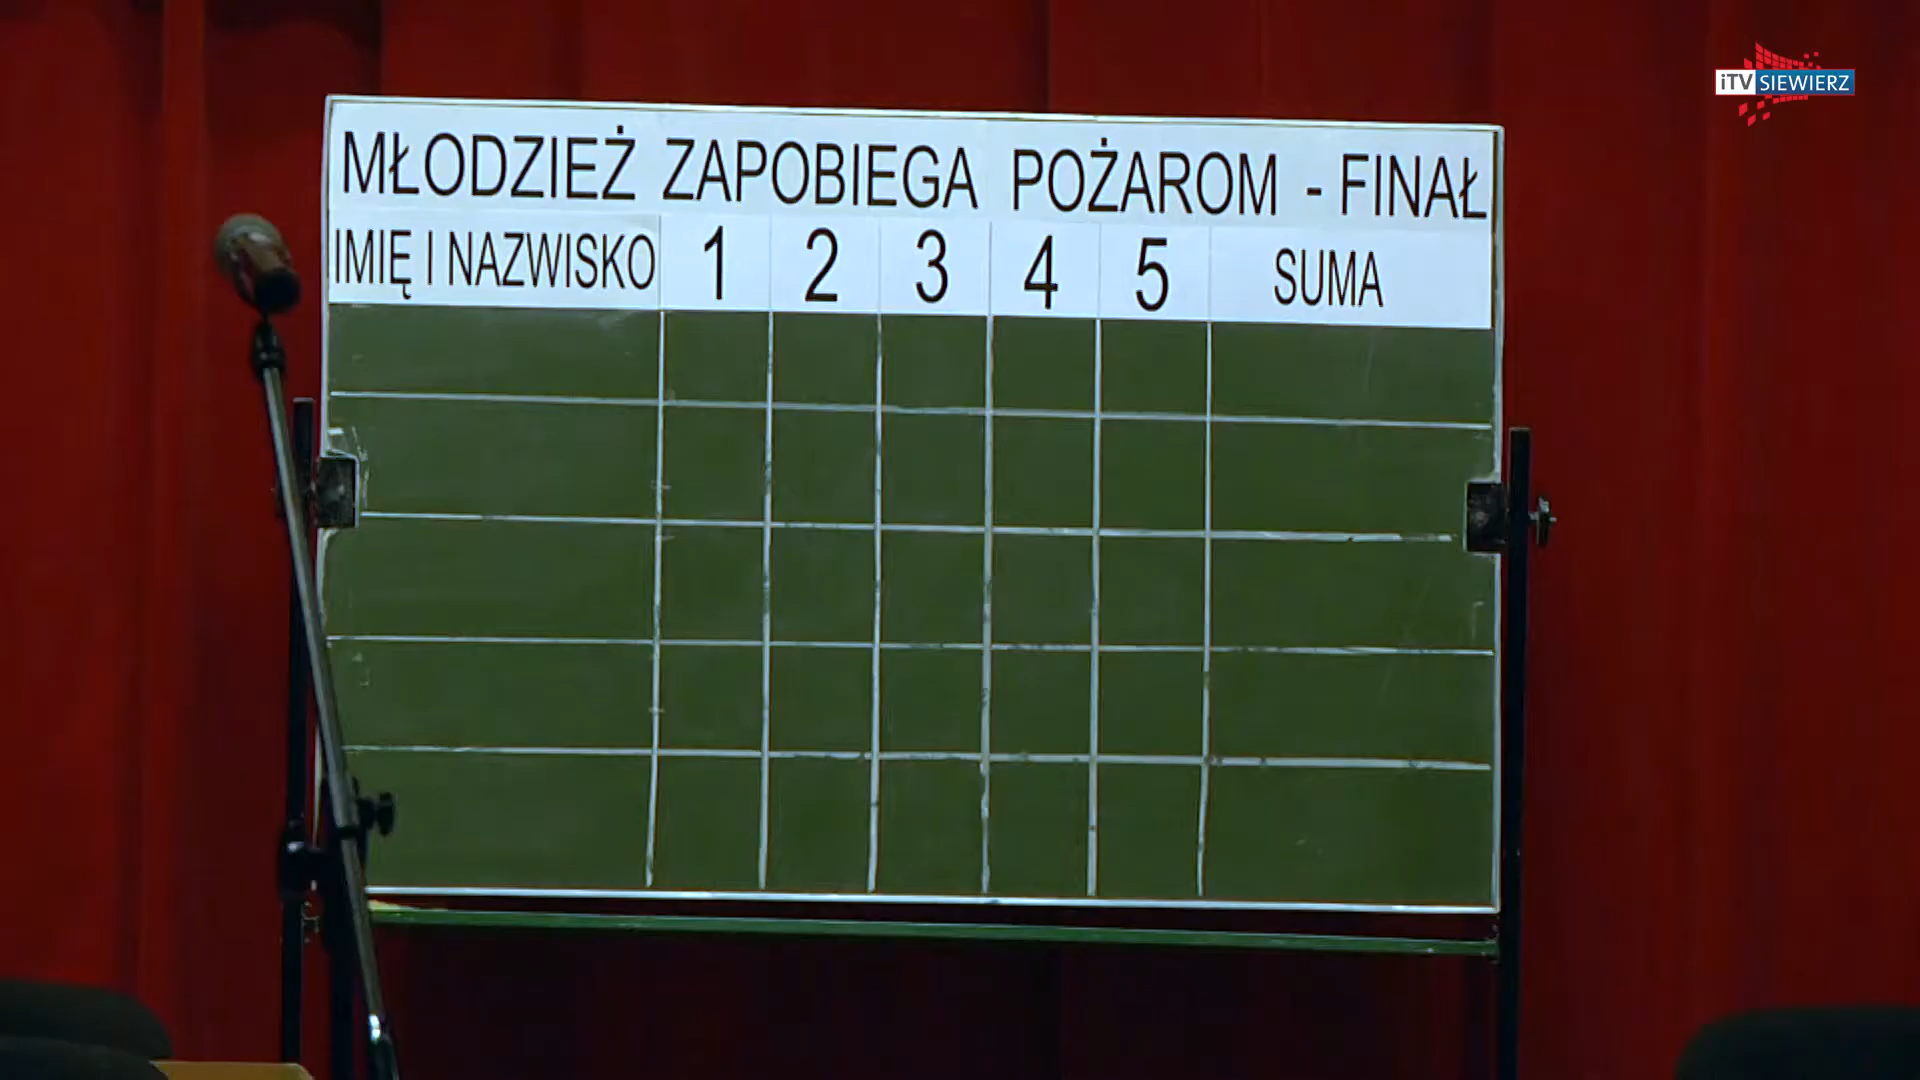 iTV SIEWIERZ
MŁODZIEŻ ZAPOBIEGA POŻAROM - FINAŁ
IMIĘ I NAZWISKO 1 2 3 4 5 SUMA